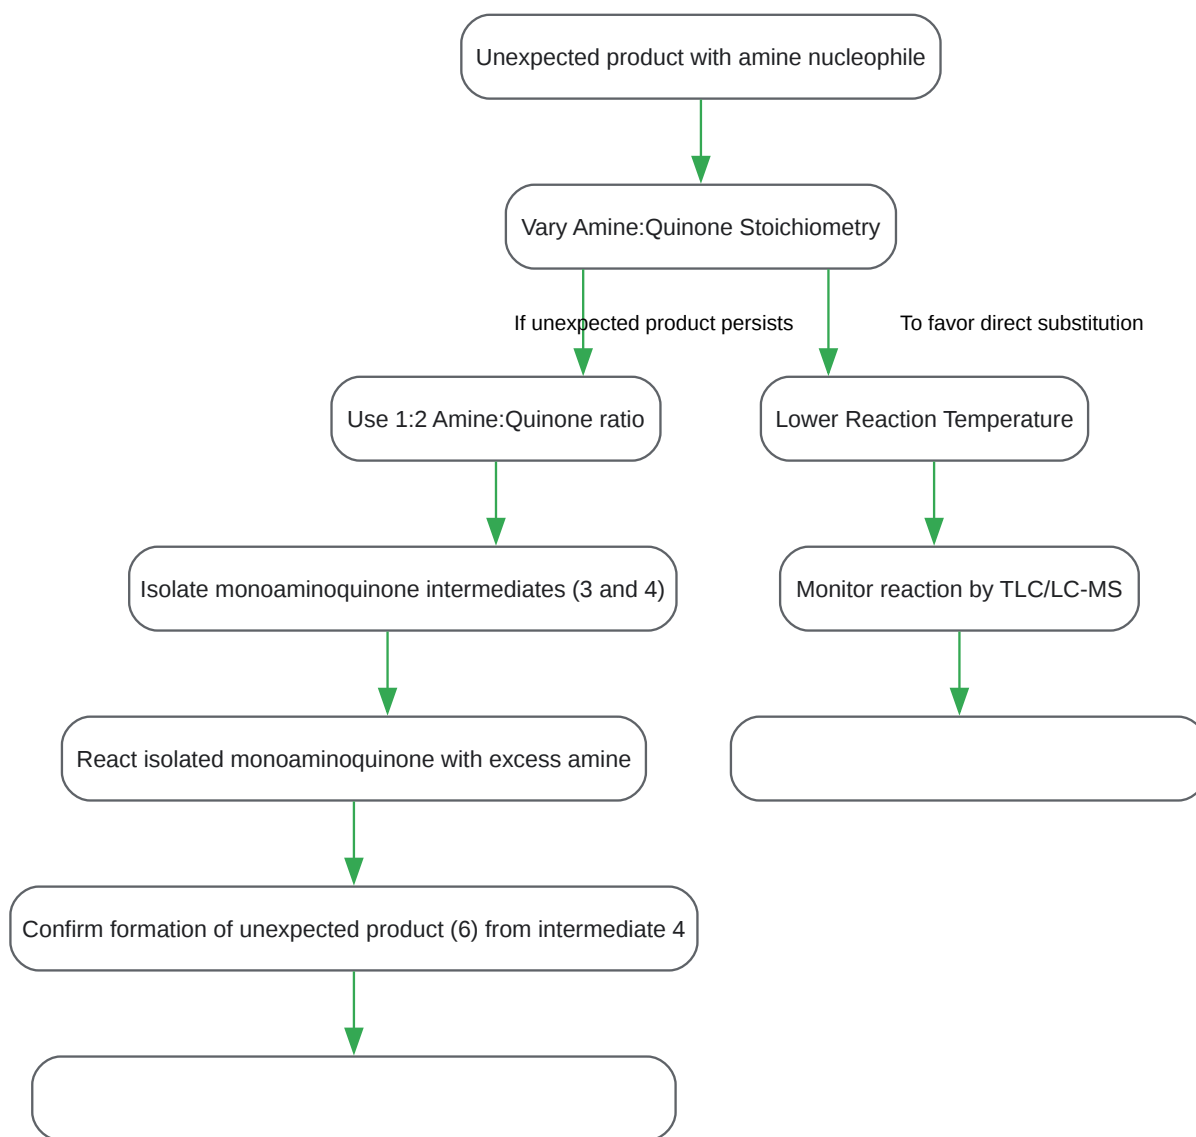 Unexpected product with amine nucleophile
Vary Amine:Quinone Stoichiometry
If unexpected product persists
To favor direct substitution
Use 1:2 Amine:Quinone ratio
Lower Reaction Temperature
Isolate monoaminoquinone intermediates (3 and 4)
Monitor reaction by TLC/LC-MS
React isolated monoaminoquinone with excess amine
Confirm formation of unexpected product (6) from intermediate 4